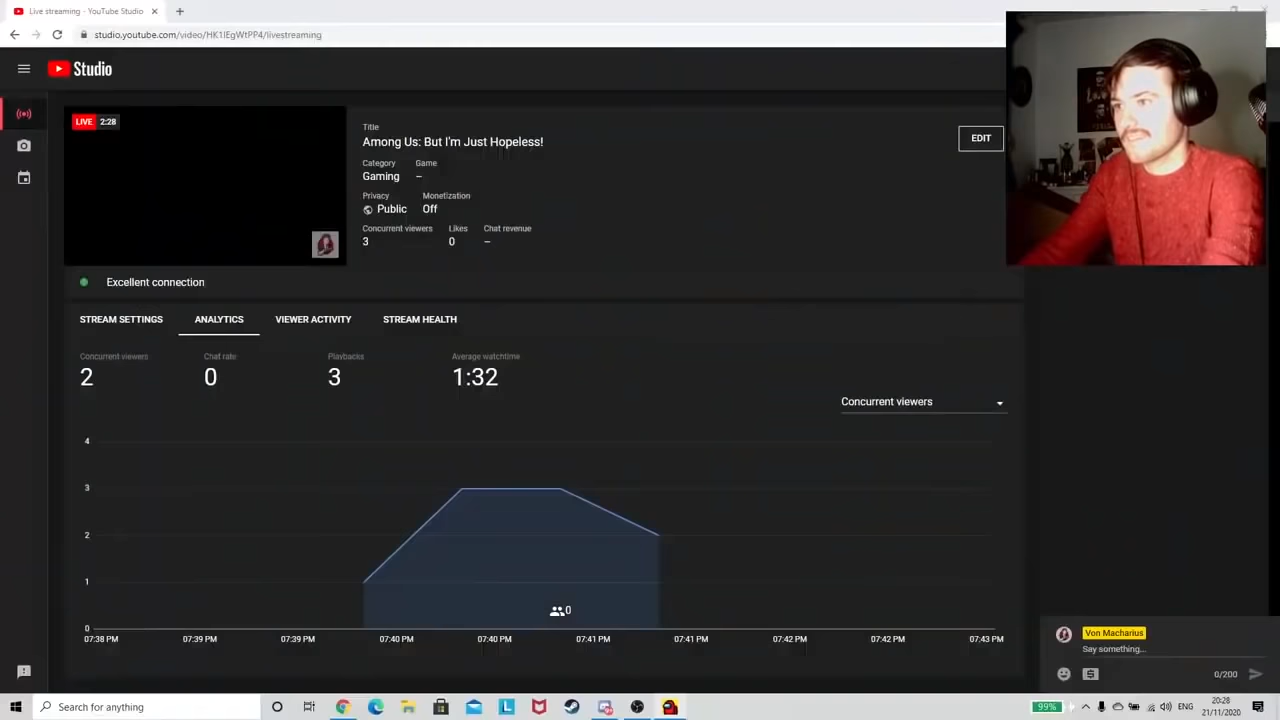 Live streaming - YouTube Studio
studio.youtube.com/video/HK1IEgWtPP4/livestreaming
Studio
LIVE 2:28
Title
Among Us: But I'm Just Hopeless!
EDIT
Category Game
Gaming –
Privacy Monetization
Public Off
Concurrent viewers Likes Chat revenue
3 0 –
Excellent connection
STREAM SETTINGS ANALYTICS VIEWER ACTIVITY STREAM HEALTH
Concurrent viewers Chat rate Playbacks Average watchtime
2 0 3 1:32
Concurrent viewers
4
3
2
1
0
0
07:38 PM 07:39 PM 07:39 PM 07:40 PM 07:40 PM 07:41 PM 07:41 PM 07:42 PM 07:42 PM 07:43 PM
Von Macharius
Say something...
0/200
Search for anything
99%
ENG
20:28
21/11/2020